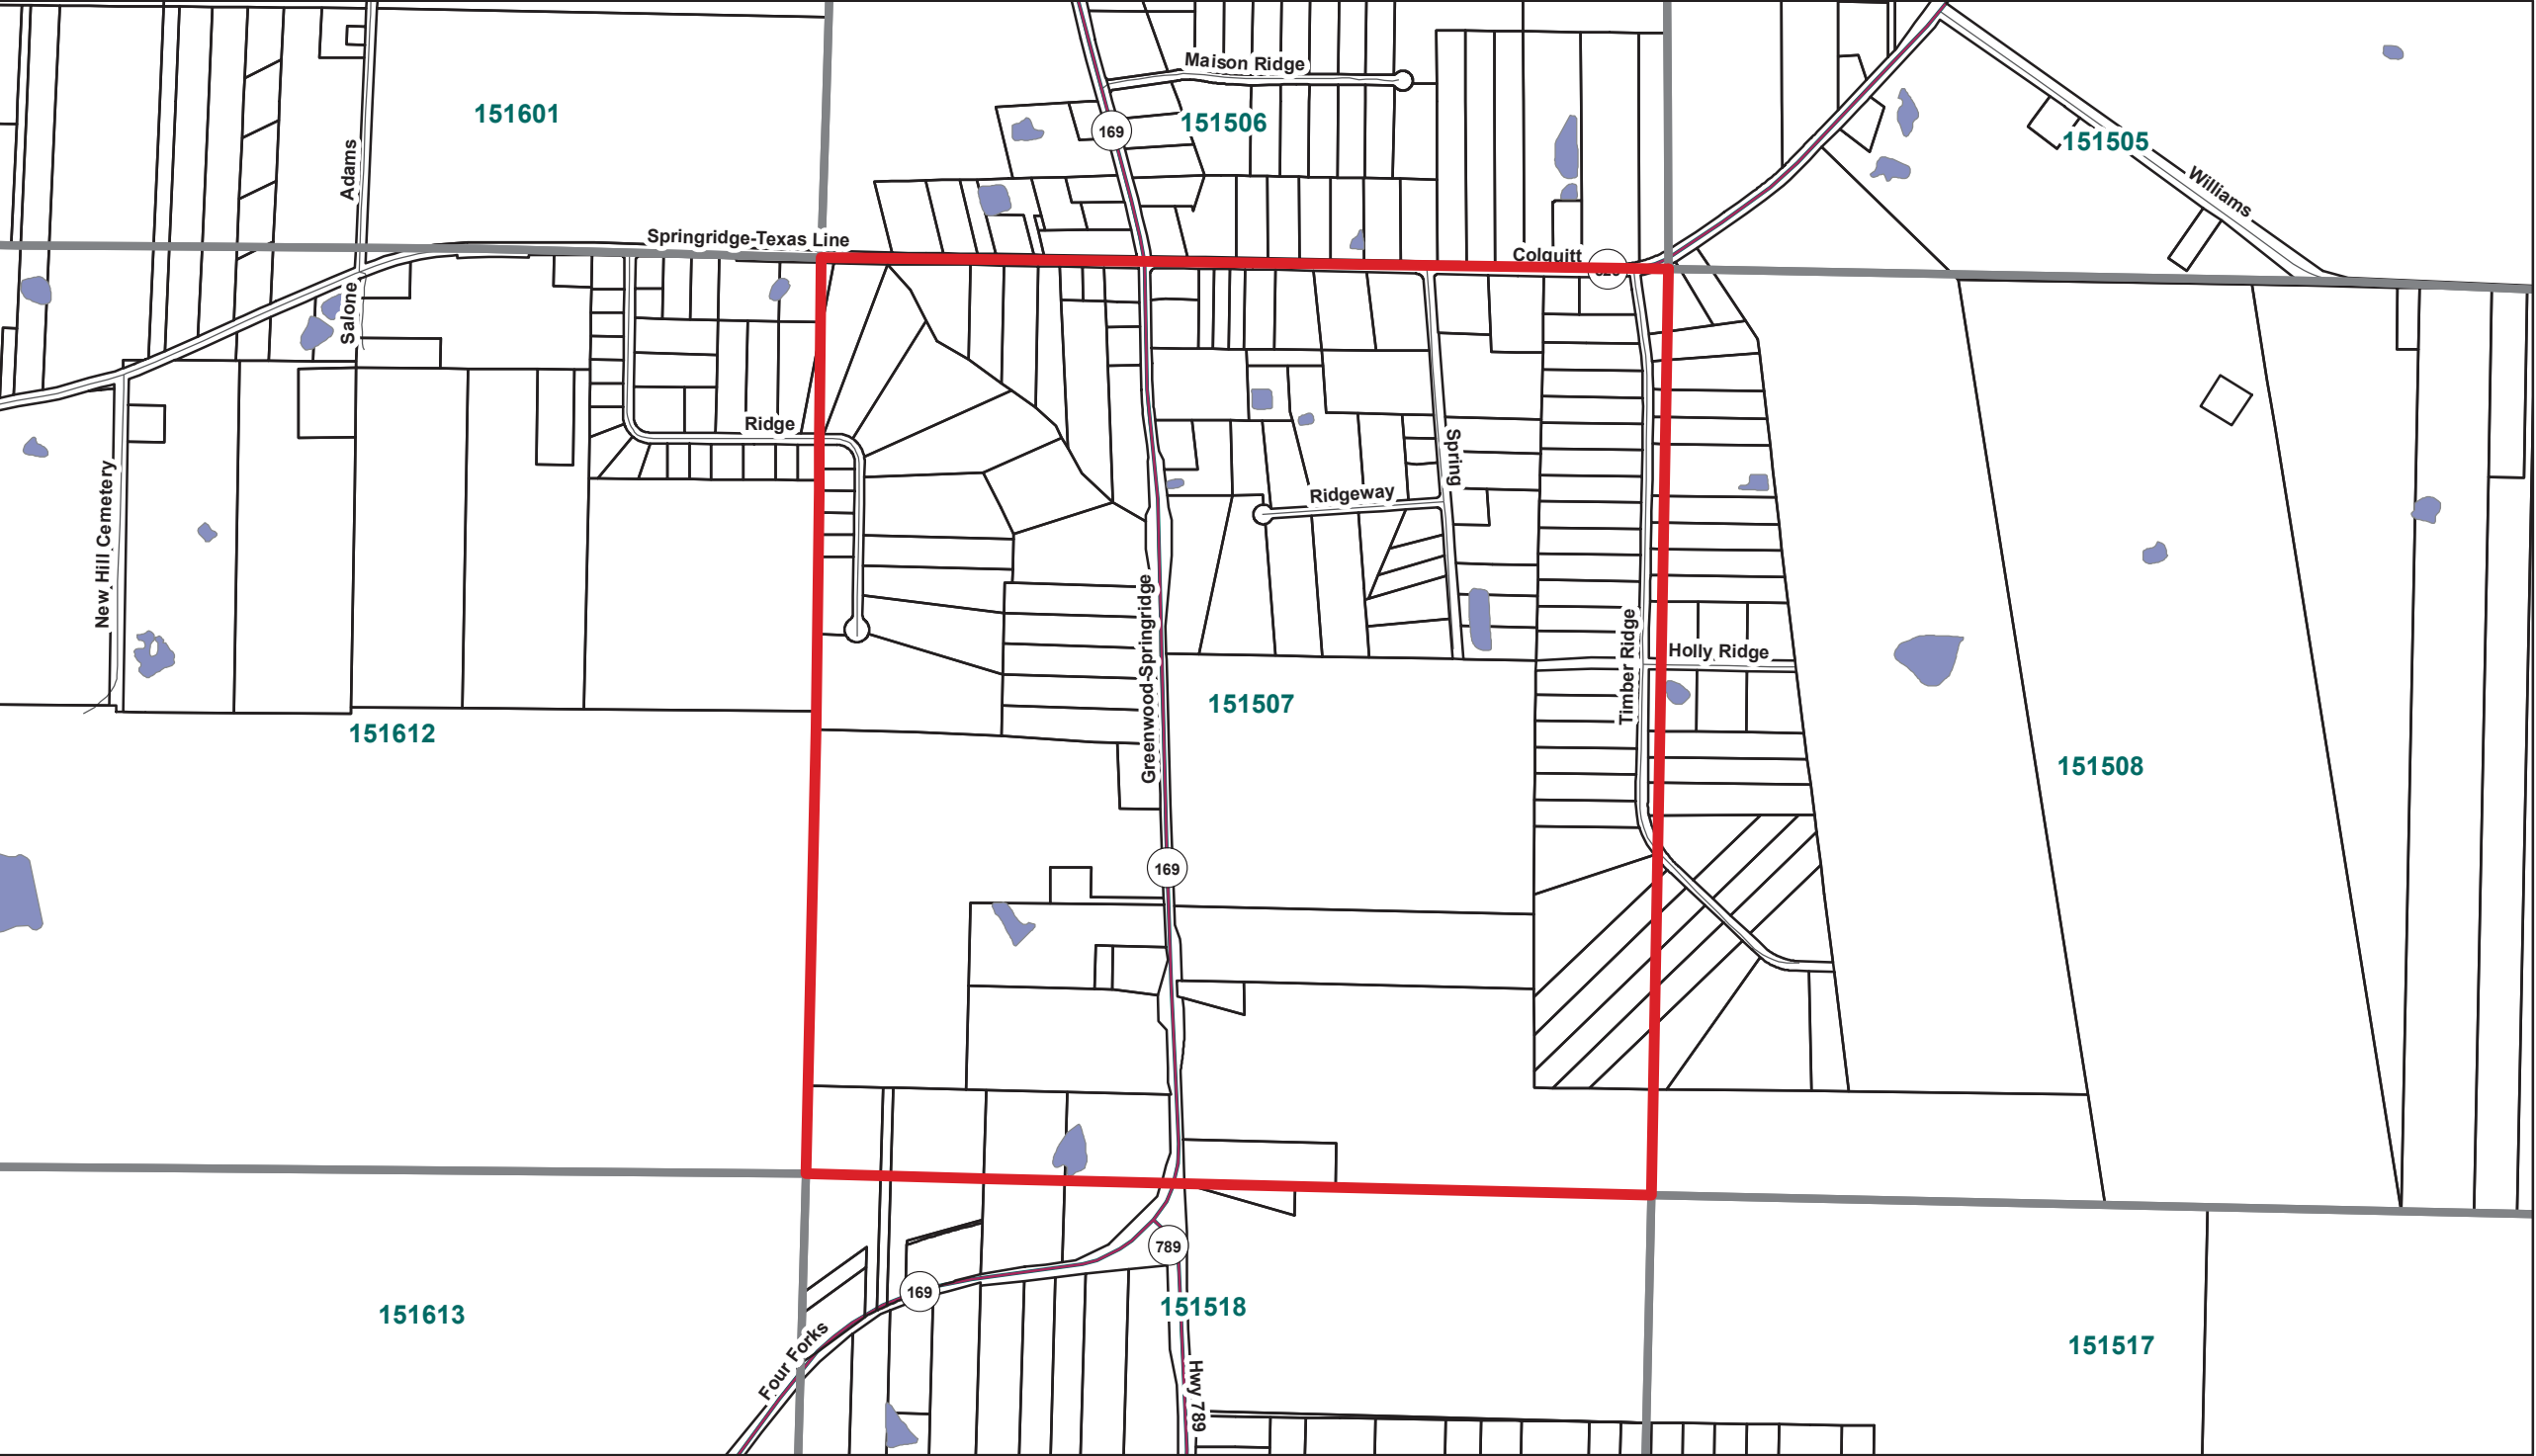 Maison Ridge
151601
151506
169
151505
Adams
Williams
Springridge-Texas Line
Colquitt
Salone
Ridge
Spring
Ridgeway
New Hill Cemetery
Greenwood-Springridge
Timber Ridge
Holly Ridge
151507
151612
151508
169
789
169
151518
151613
Four Forks
151517
Hwy 789